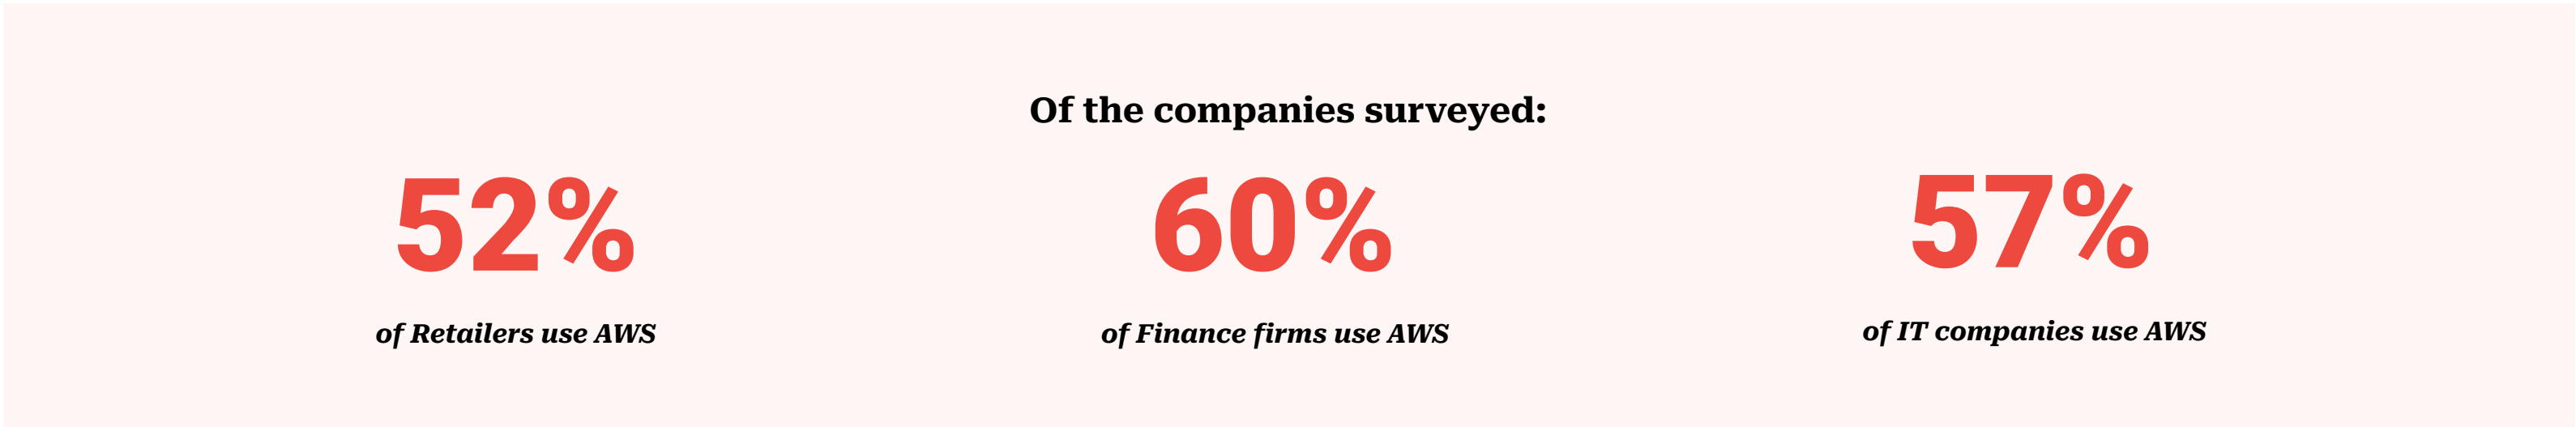 Of the companies surveyed:
52%
of Retailers use AWS
60%
of Finance firms use AWS
57%
of IT companies use AWS